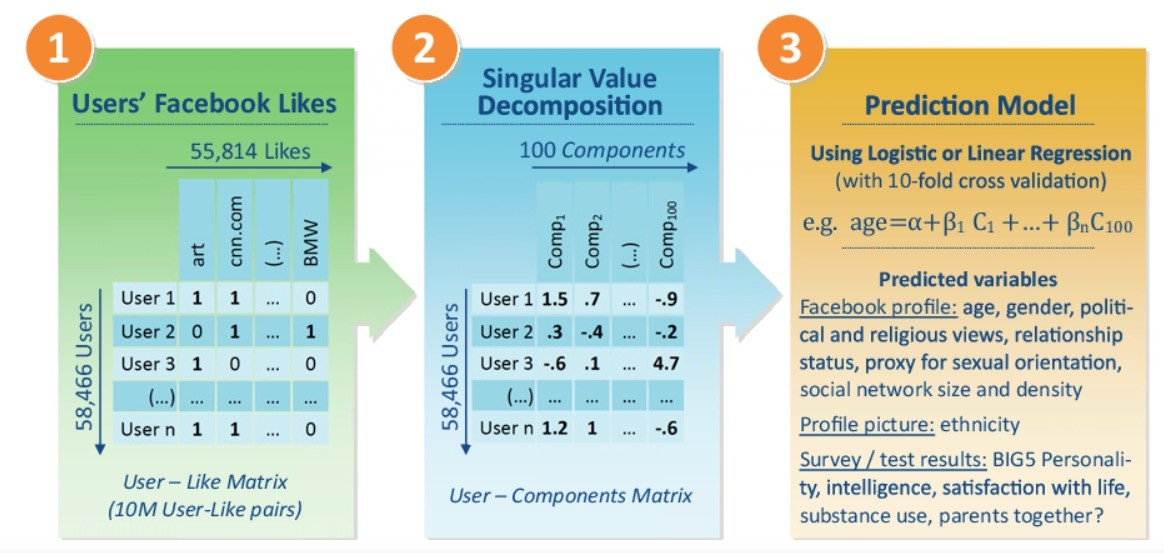 1
Users’ Facebook Likes
55,814 Likes
art cnn.com (...) BMW
58,466 Users
User 1 1 1 ... 0
User 2 0 1 ... 1
User 3 1 0 ... 0
(...) ... ... ... ...
User n 1 1 ... 0
User – Like Matrix
(10M User-Like pairs)
2
Singular Value
Decomposition
100 Components
Comp1 Comp2 (...) Comp100
58,466 Users
User 1 1.5 .7 ... -.9
User 2 .3 -.4 ... -.2
User 3 -.6 .1 ... 4.7
(...) ... ... ... ...
User n 1.2 1 ... -.6
User – Components Matrix
3
Prediction Model
Using Logistic or Linear Regression
(with 10-fold cross validation)
e.g. age=α+β1 C1 +...+ βnC100
Predicted variables
Facebook profile: age, gender, politi-
cal and religious views, relationship
status, proxy for sexual orientation,
social network size and density
Profile picture: ethnicity
Survey / test results: BIG5 Personali-
ty, intelligence, satisfaction with life,
substance use, parents together?